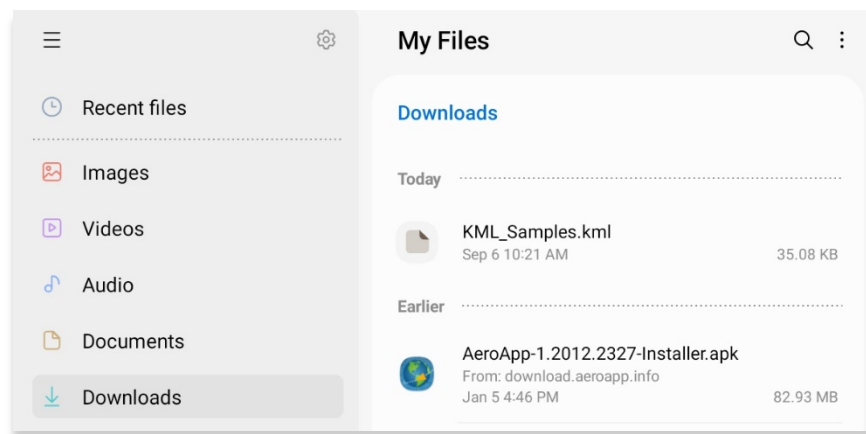 My Files
Recent files
Images
Videos
Audio
Documents
Downloads
Downloads
Today
KML_Samples.kml
Sep 6 10:21 AM
35.08 KB
Earlier
AeroApp-1.2012.2327-Installer.apk
From: download.aeroapp.info
Jan 5 4:46 PM
82.93 MB